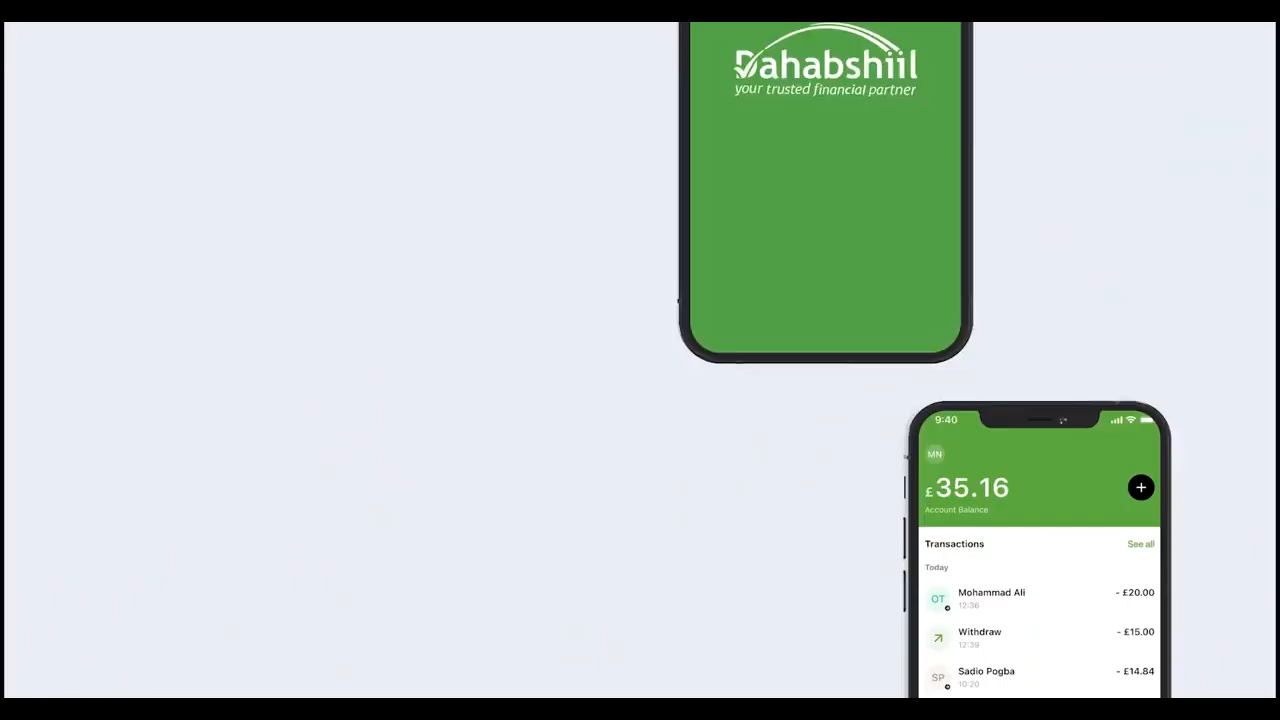 Dahabshiil
your trusted financial partner
9:40
MN
£35.16
Account Balance
Transactions
See all
Today
OT
Mohammad Ali
- £20.00
12:36
Withdraw
- £15.00
12:39
SP
Sadio Pogba
- £14.84
10:20